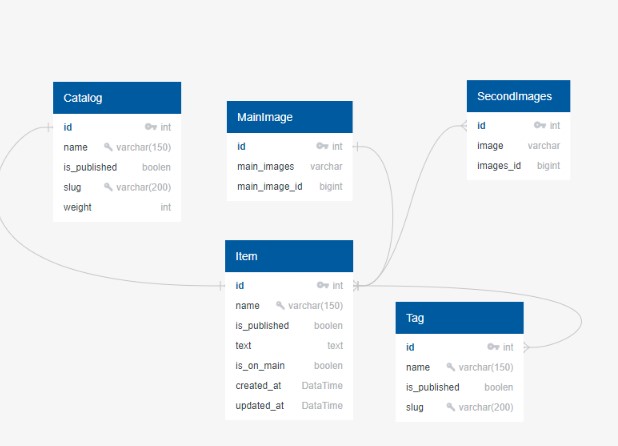 Catalog
id int
name varchar(150)
is_published boolen
slug varchar(200)
weight int
MainImage
id int
main_images varchar
main_image_id bigint
SecondImages
id int
image varchar
images_id bigint
Item
id int
name varchar(150)
is_published boolen
text text
is_on_main boolen
created_at DataTime
updated_at DataTime
Tag
id int
name varchar(150)
is_published boolen
slug varchar(200)